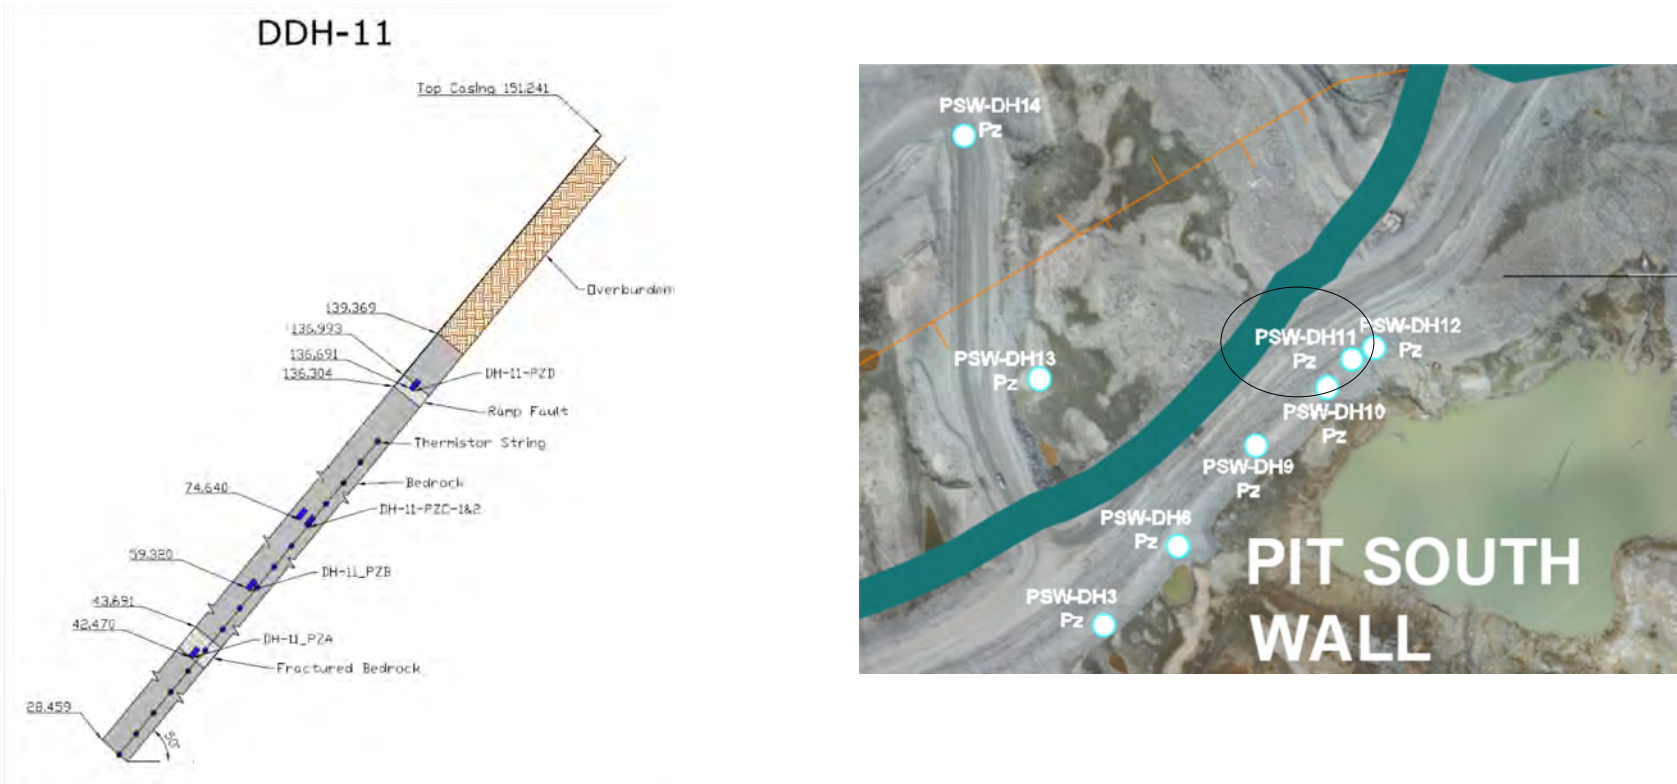 DDH-11
Top Casing 151.241
Overburden
139.369
136.993
136.691
136.304
DH-11-PZD
Ramp Fault
Thermistor String
Bedrock
74.640
DH-11-PZC-1&2
59.320
DH-11_PZB
43.691
42.470
DH-11_PZA
Fractured Bedrock
28.459
50°
PSW-DH14
Pz
PSW-DH13
Pz
PSW-DH11
Pz
PSW-DH12
Pz
PSW-DH10
Pz
PSW-DH9
Pz
PSW-DH6
Pz
PSW-DH3
Pz
PIT SOUTH
WALL